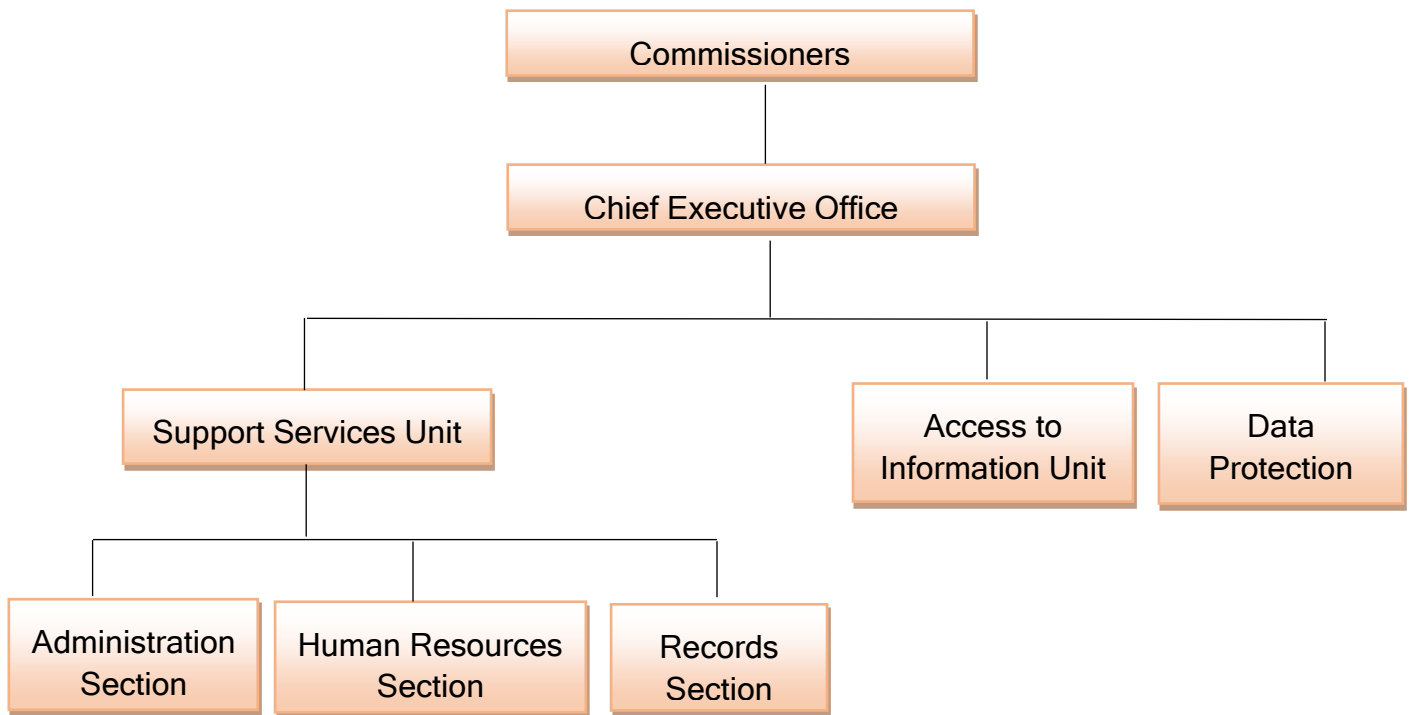 Commissioners
Chief Executive Office
Support Services Unit
Access to
Information Unit
Data
Protection
Administration
Section
Human Resources
Section
Records
Section